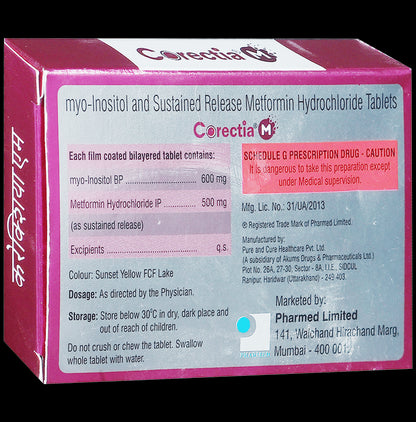 Corectia M
myo-Inositol and Sustained Release Metformin Hydrochloride Tablets
Corectia® M
Each film coated bilayered tablet contains:
myo-Inositol BP ............ 600 mg
Metformin Hydrochloride IP ....... 500 mg
(as sustained release)
Excipients ............ q.s.
Colour: Sunset Yellow FCF Lake
Dosage: As directed by the Physician.
Storage: Store below 30°C in dry, dark place and
out of reach of children.
Do not crush or chew the tablet. Swallow
whole tablet with water.
SCHEDULE G PRESCRIPTION DRUG - CAUTION
It is dangerous to take this preparation except
under Medical supervision.
Mfg. Lic. No.: 31/UA/2013
® Registered Trade Mark of Pharmed Limited.
Manufactured by:
Pure and Cure Healthcare Pvt. Ltd.
(A subsidiary of Akums Drugs & Pharmaceuticals Ltd.)
Plot No. 26A, 27-30, Sector - 8A, I.I.E., SIDCUL
Ranipur, Haridwar (Uttarakhand) - 249 403.
PHARMED
Marketed by:
Pharmed Limited
141, Walchand Hirachand Marg,
Mumbai - 400 001.